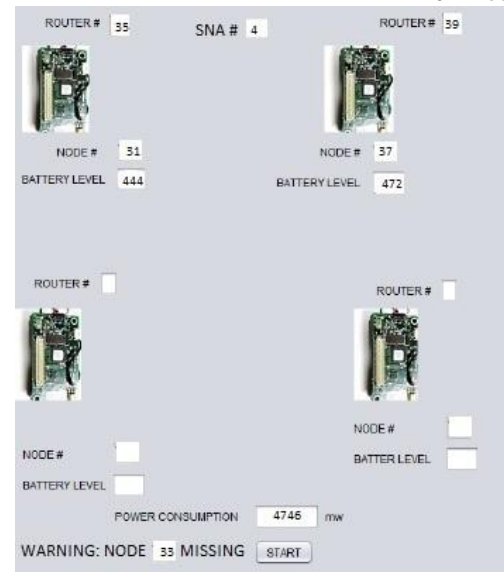 ROUTER # 35 SNA # 4 ROUTER # 39
NODE # 31 NODE # 37
BATTERY LEVEL 444 BATTERY LEVEL 472
ROUTER # ROUTER #
NODE #
NODE #
BATTER LEVEL
BATTERY LEVEL
POWER CONSUMPTION 4746 mw
WARNING: NODE 33 MISSING START